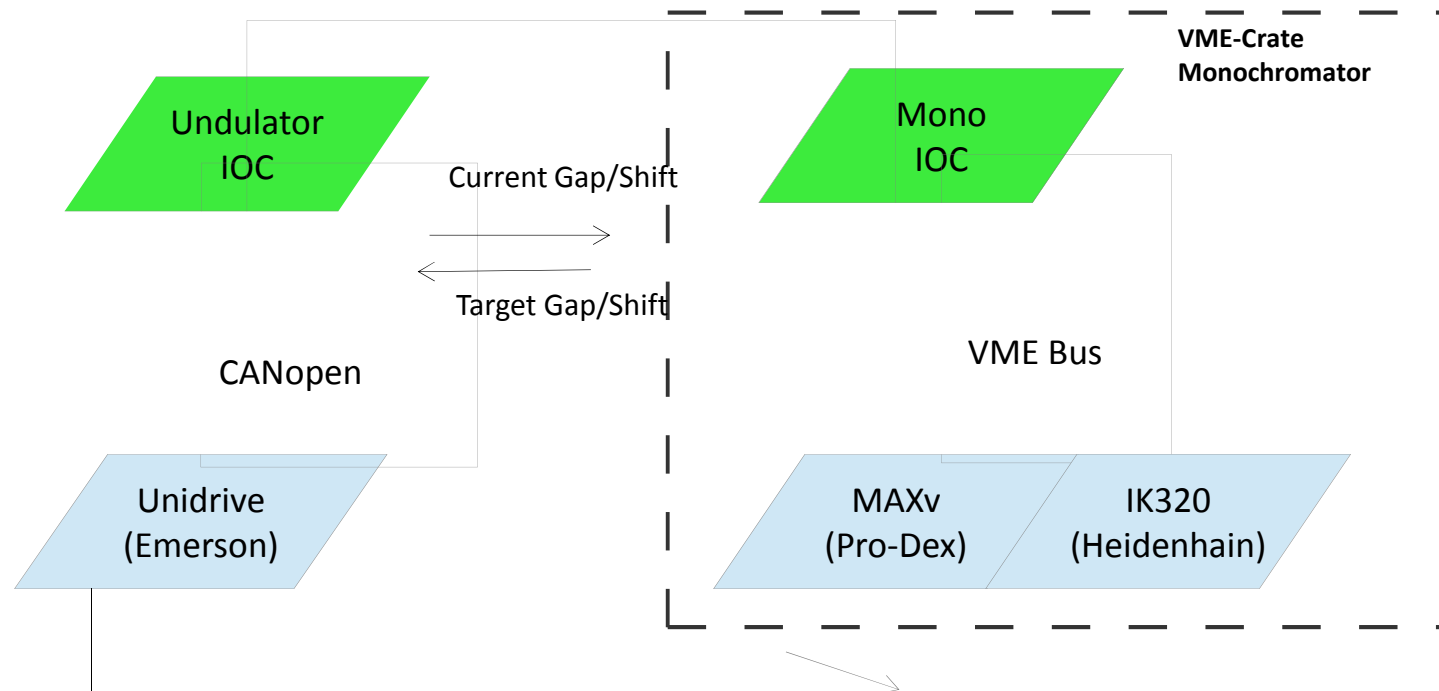 VME-Crate
Monochromator
Undulator
IOC
Mono
IOC
Current Gap/Shift
Target Gap/Shift
CANopen
VME Bus
Unidrive
(Emerson)
MAXv
(Pro-Dex)
IK320
(Heidenhain)